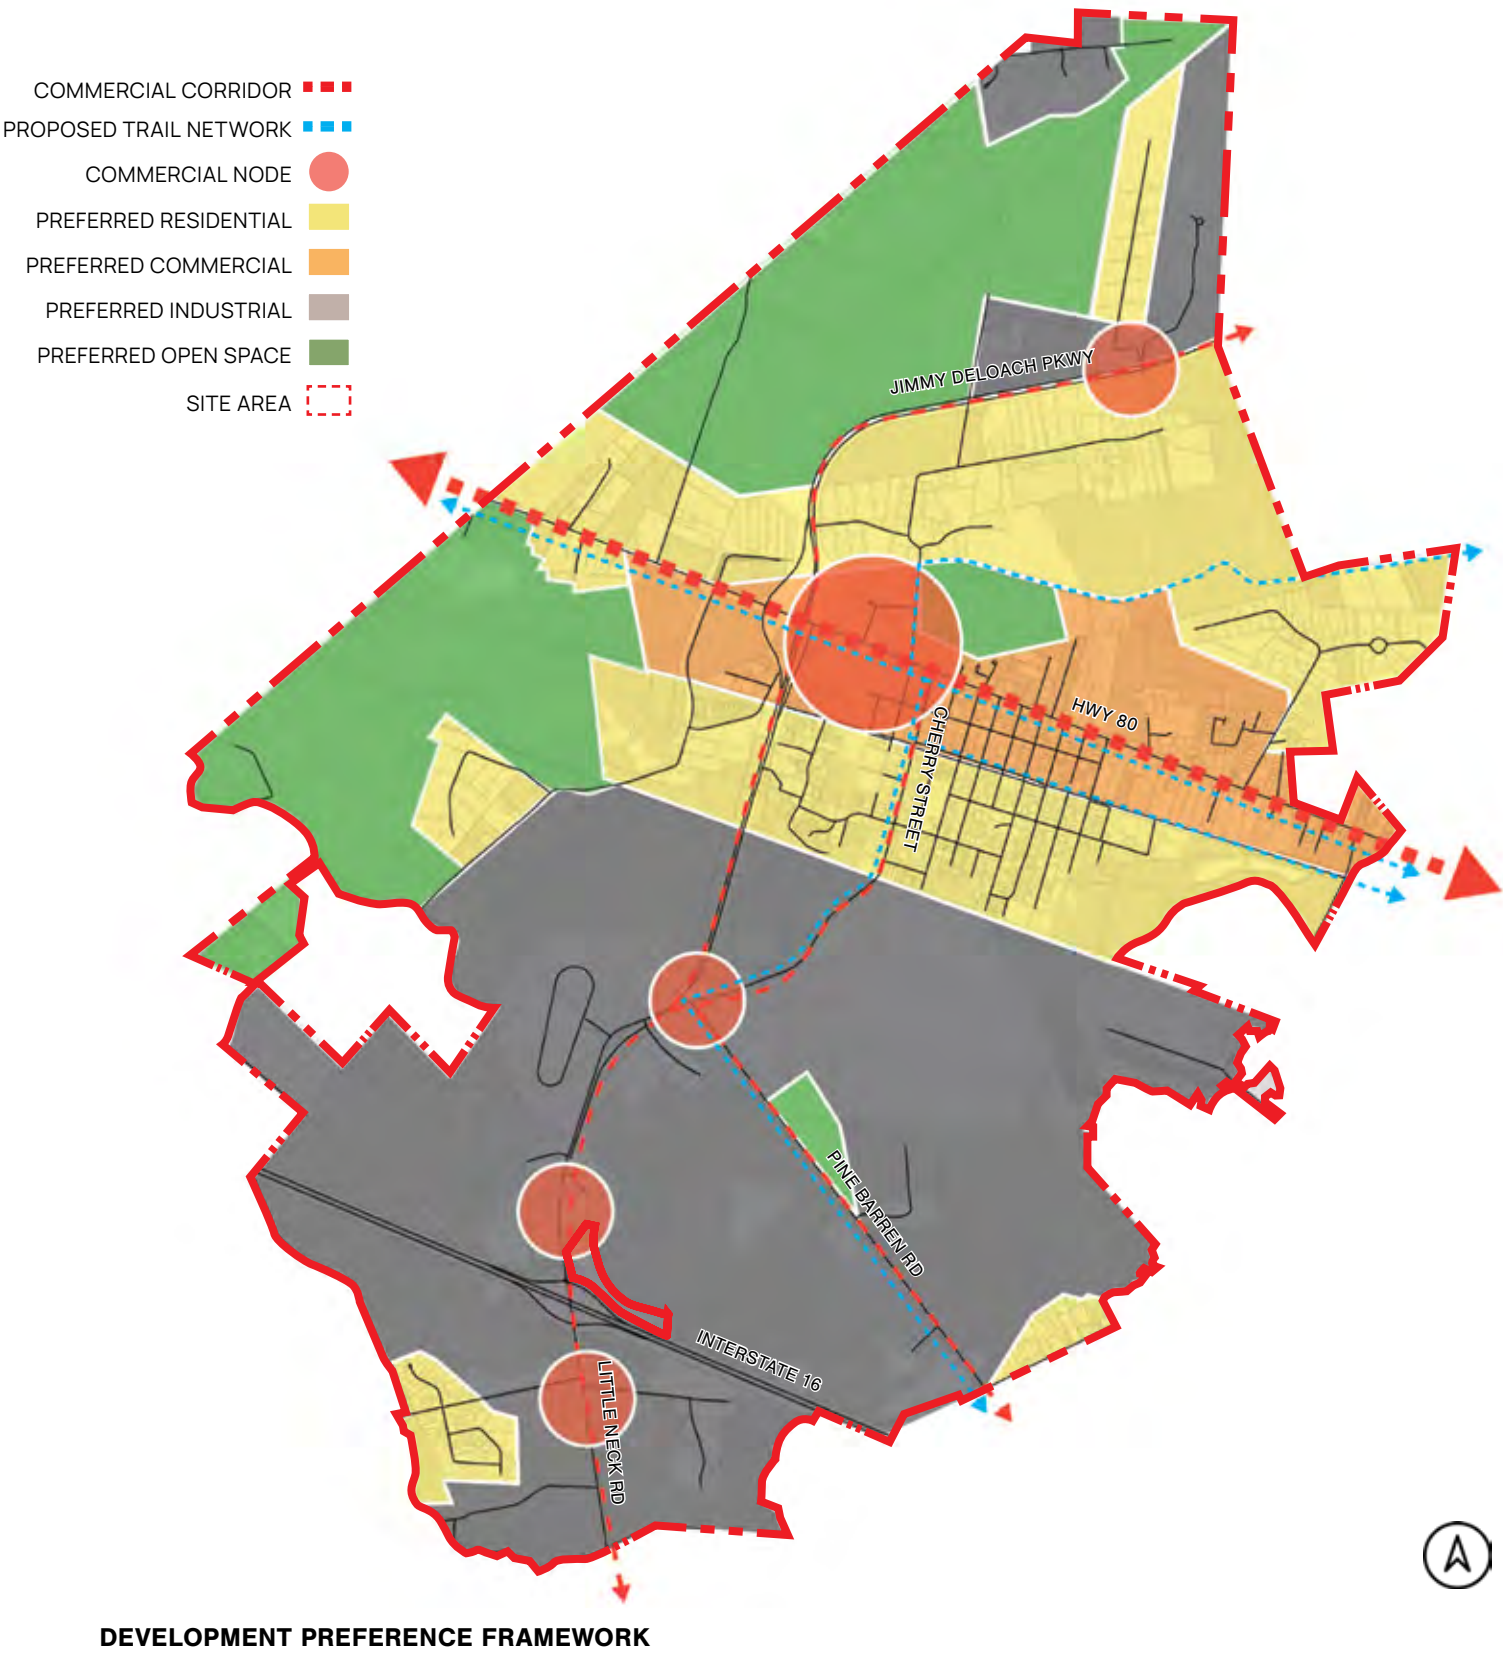 COMMERCIAL CORRIDOR
PROPOSED TRAIL NETWORK
COMMERCIAL NODE
PREFERRED RESIDENTIAL
PREFERRED COMMERCIAL
PREFERRED INDUSTRIAL
PREFERRED OPEN SPACE
SITE AREA
JIMMY DELOACH PKWY
HWY 80
CHERRY STREET
PINE BARREN RD
INTERSTATE 16
LITTLE NECK RD
DEVELOPMENT PREFERENCE FRAMEWORK